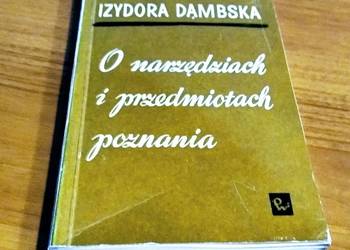 IZYDORA DĄMBSKA
O narzędziach
i przedmiotach
poznania